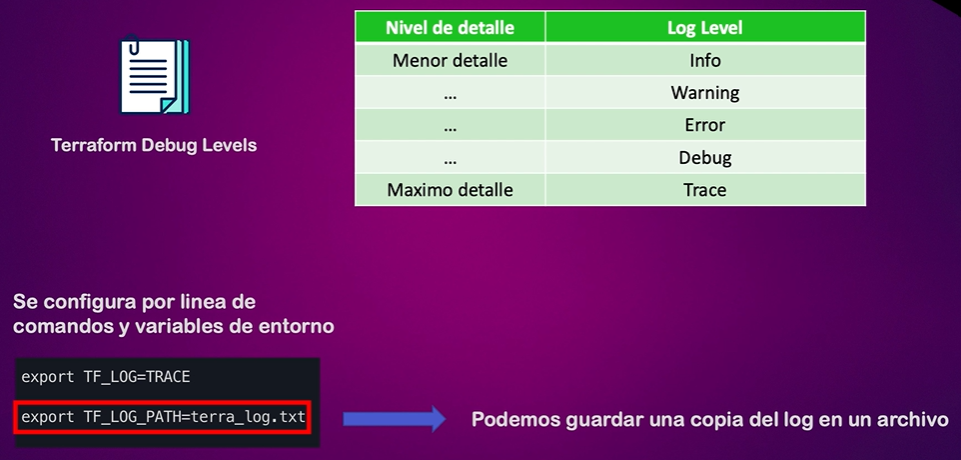 Nivel de detalle Log Level
Menor detalle Info
... Warning
... Error
... Debug
Maximo detalle Trace
Terraform Debug Levels
Se configura por linea de
comandos y variables de entorno
export TF_LOG=TRACE
export TF_LOG_PATH=terra_log.txt
Podemos guardar una copia del log en un archivo